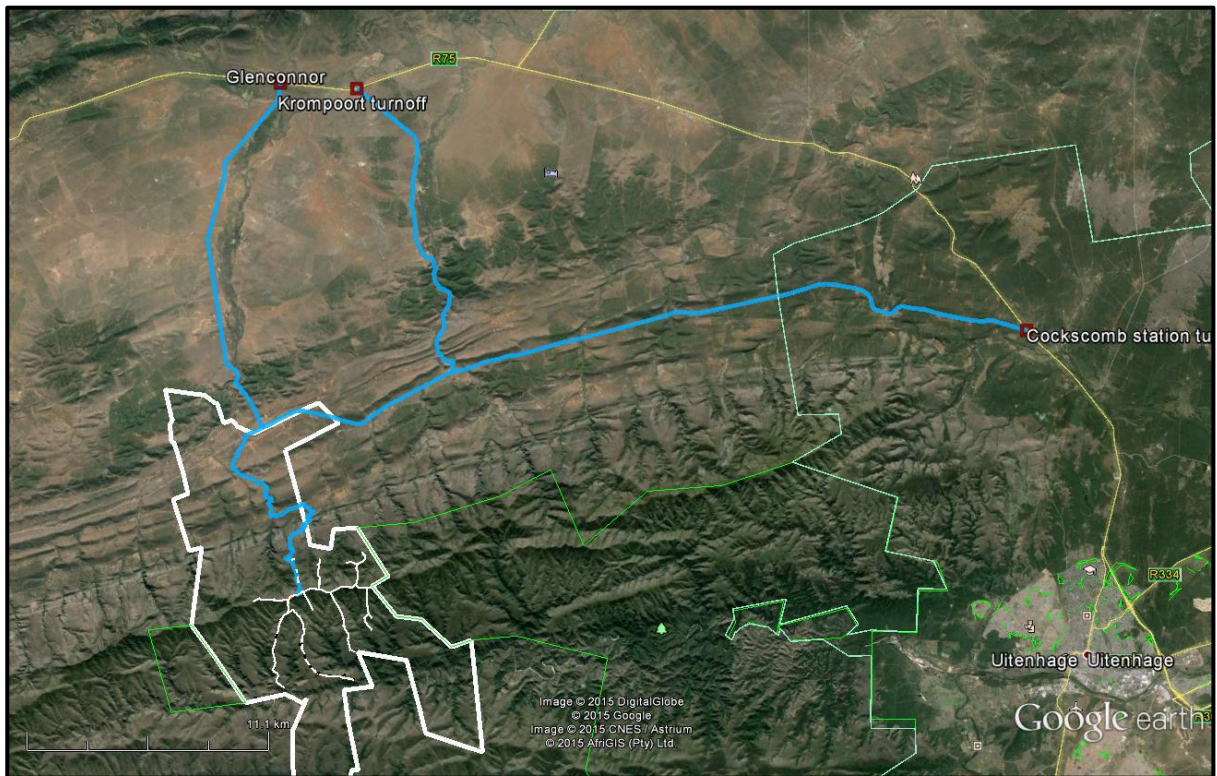 R75
Glenconnor
Krompoort turnoff
Cockscomb station tu
R334
Uitenhage Uitenhage
11.1 km
Image © 2015 DigitalGlobe
© 2015 Google
Image © 2015 CNES / Astrium
© 2015 AfriGIS (Pty) Ltd
Google earth